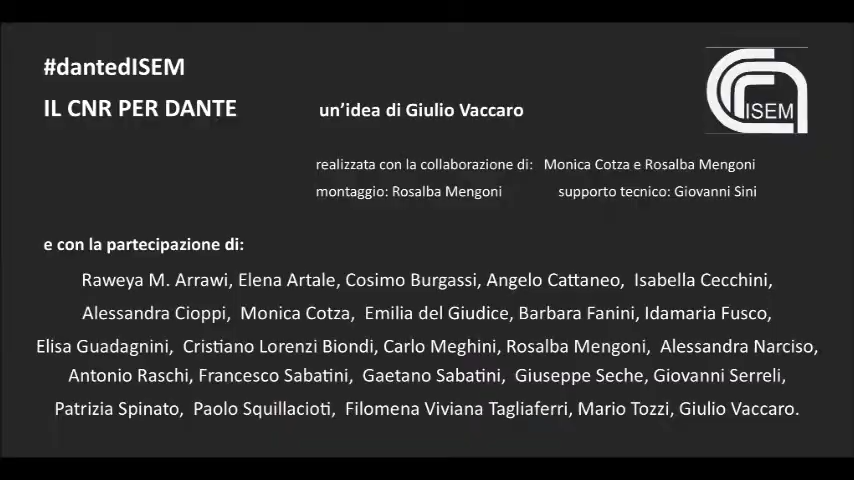 #dantedISEM
IL CNR PER DANTE un'idea di Giulio Vaccaro
ISEM
realizzata con la collaborazione di: Monica Cotza e Rosalba Mengoni
montaggio: Rosalba Mengoni supporto tecnico: Giovanni Sini
e con la partecipazione di:
Raweya M. Arrawi, Elena Artale, Cosimo Burgassi, Angelo Cattaneo, Isabella Cecchini,
Alessandra Cioppi, Monica Cotza, Emilia del Giudice, Barbara Fanini, Idamaria Fusco,
Elisa Guadagnini, Cristiano Lorenzi Biondi, Carlo Meghini, Rosalba Mengoni, Alessandra Narciso,
Antonio Raschi, Francesco Sabatini, Gaetano Sabatini, Giuseppe Seche, Giovanni Serreli,
Patrizia Spinato, Paolo Squillacioti, Filomena Viviana Tagliaferri, Mario Tozzi, Giulio Vaccaro.